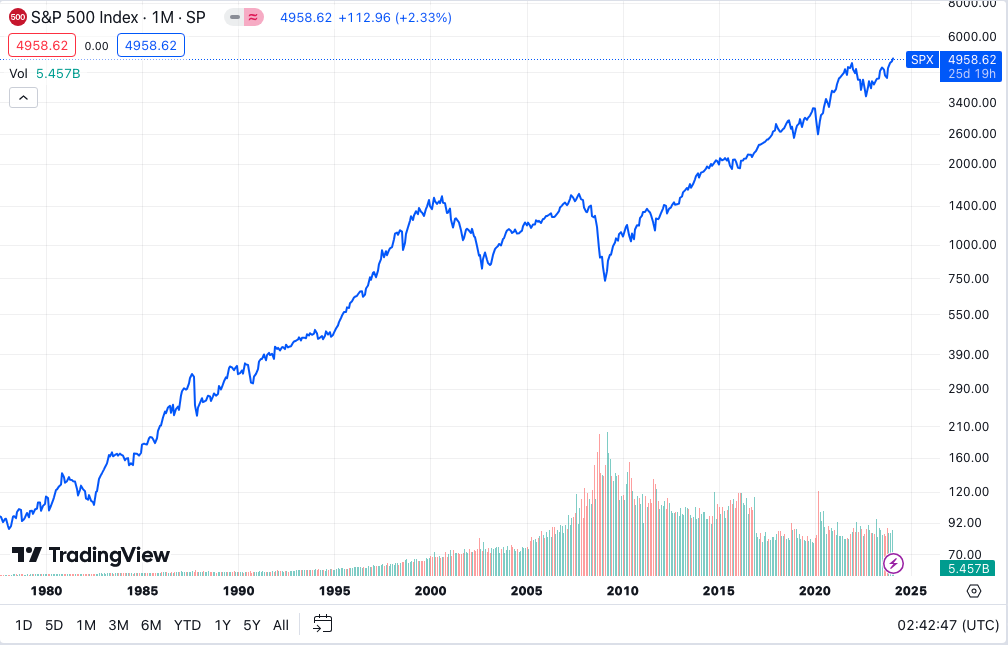 500 S&P 500 Index · 1M · SP 4958.62 +112.96 (+2.33%)
8000.00
4958.62 0.00 4958.62
6000.00
SPX 4958.62
25d 19h
Vol 5.457B
3400.00
2600.00
2000.00
1400.00
1000.00
750.00
550.00
390.00
290.00
210.00
160.00
120.00
92.00
TradingView
70.00
5.457B
1980 1985 1990 1995 2000 2005 2010 2015 2020 2025
1D 5D 1M 3M 6M YTD 1Y 5Y All 02:42:47 (UTC)